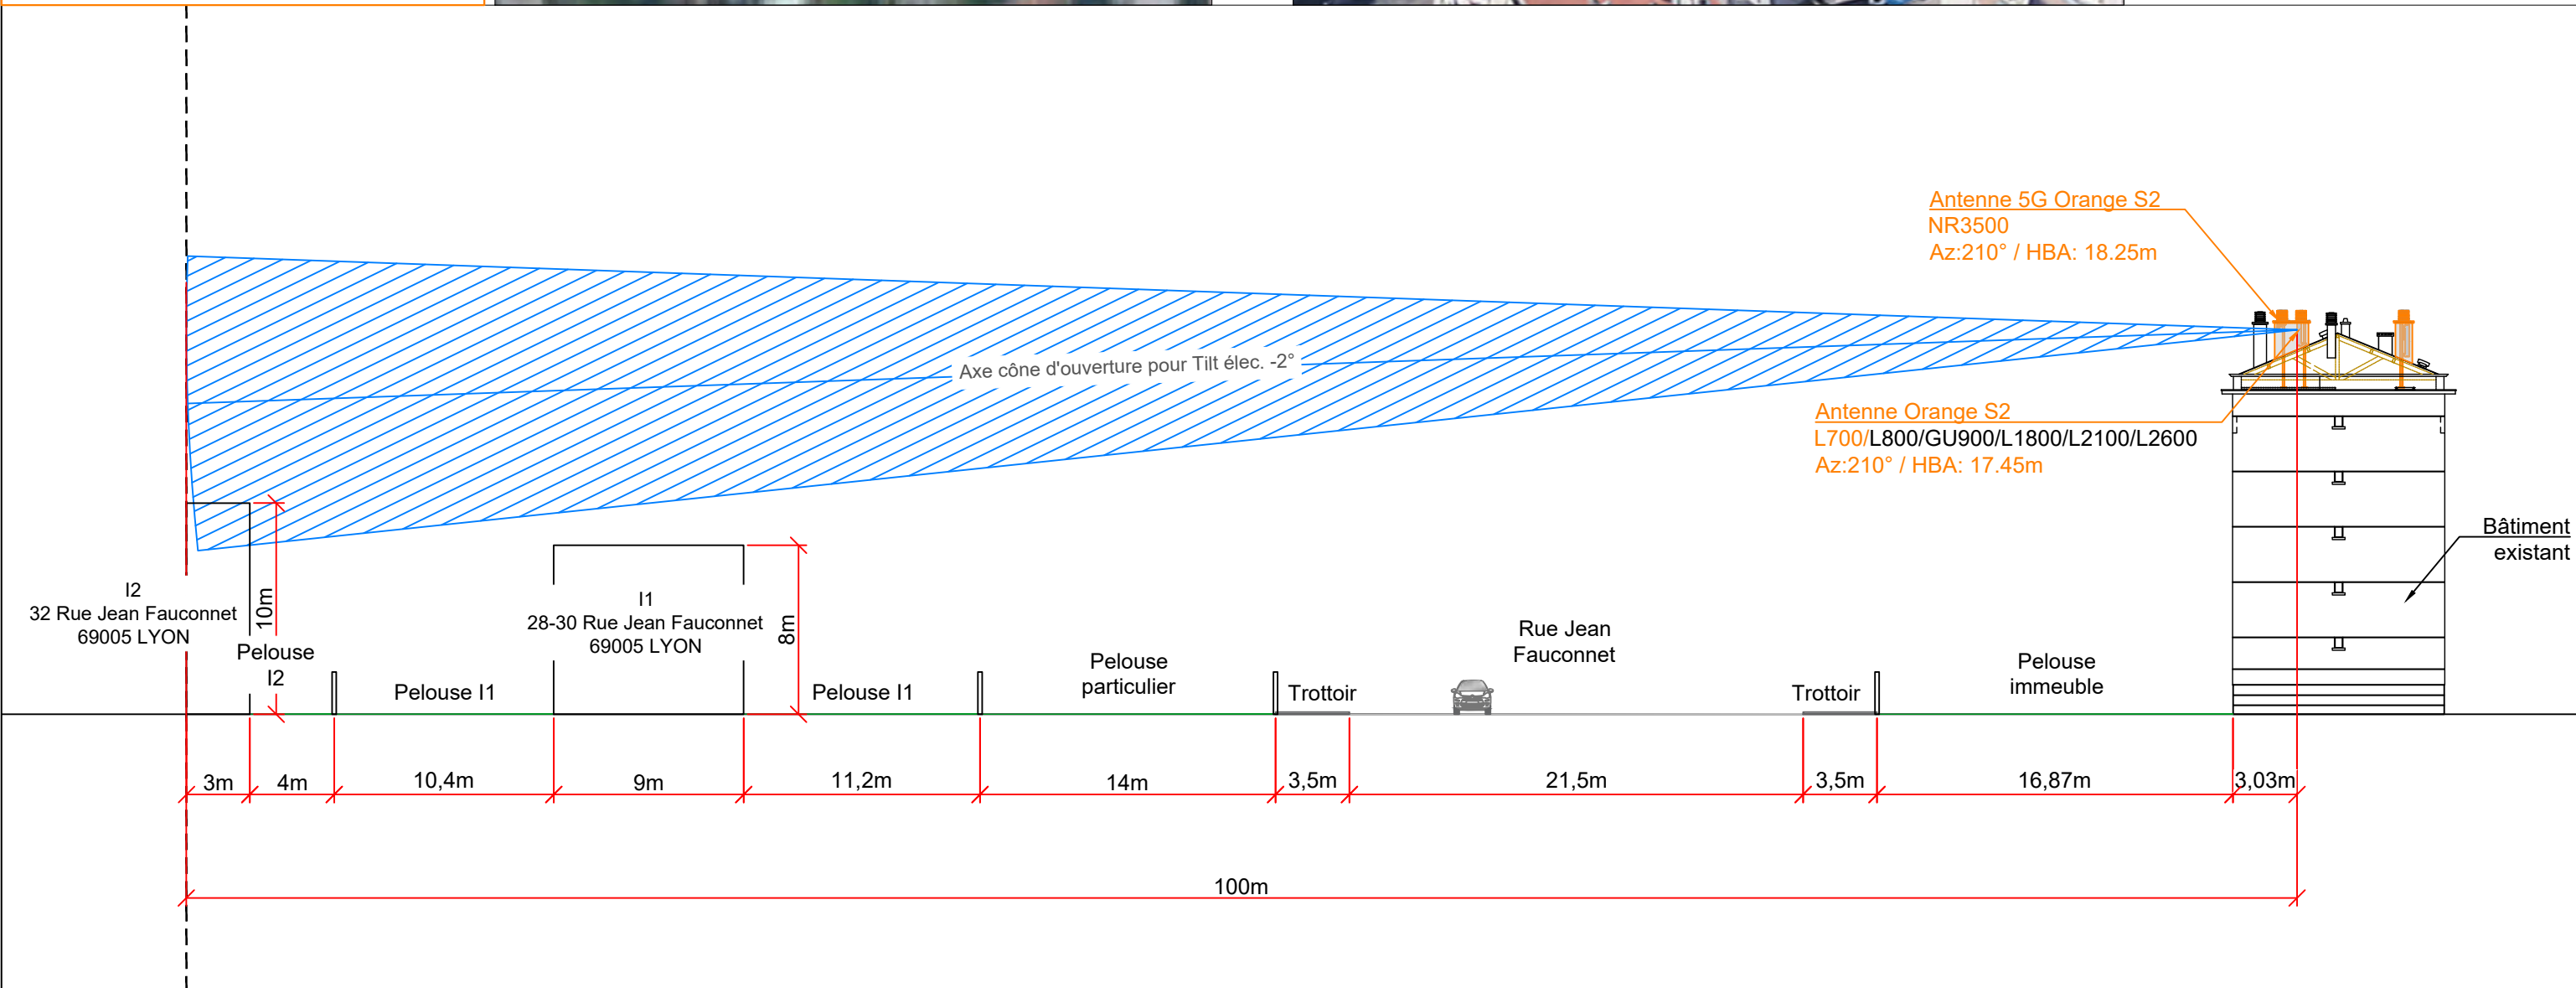 Antenne 5G Orange S2
NR3500
Az:210° / HBA: 18.25m
Axe cône d'ouverture pour Tilt élec. -2°
Antenne Orange S2
L700/L800/GU900/L1800/L2100/L2600
Az:210° / HBA: 17.45m
Bâtiment
existant
I2
32 Rue Jean Fauconnet
69005 LYON
10m
Pelouse
I2
Pelouse I1
I1
28-30 Rue Jean Fauconnet
69005 LYON
8m
Pelouse I1
Pelouse
particulier
Trottoir
Rue Jean
Fauconnet
Trottoir
Pelouse
immeuble
3m
4m
10,4m
9m
11,2m
14m
3,5m
21,5m
3,5m
16,87m
3,03m
100m